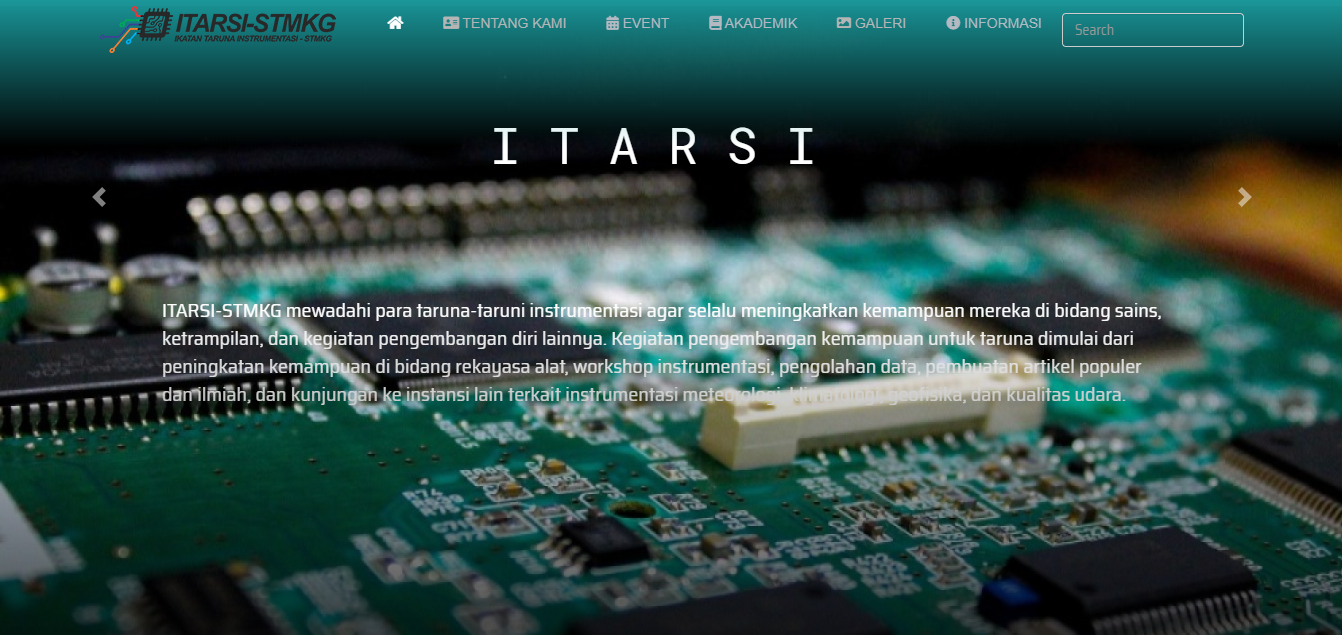 ITARSI-STMKG
IKATAN TARUNA INSTRUMENTASI - STMKG
TENTANG KAMI
EVENT
AKADEMIK
GALERI
INFORMASI
Search
ITARSI
ITARSI-STMKG mewadahi para taruna-taruni instrumentasi agar selalu meningkatkan kemampuan mereka di bidang sains,
ketrampilan, dan kegiatan pengembangan diri lainnya. Kegiatan pengembangan kemampuan untuk taruna dimulai dari
peningkatan kemampuan di bidang rekayasa alat, workshop instrumentasi, pengolahan data, pembuatan artikel populer
dan ilmiah, dan kunjungan ke instansi lain terkait instrumentasi meteorologi, klimatologi, geofisika, dan kualitas udara.